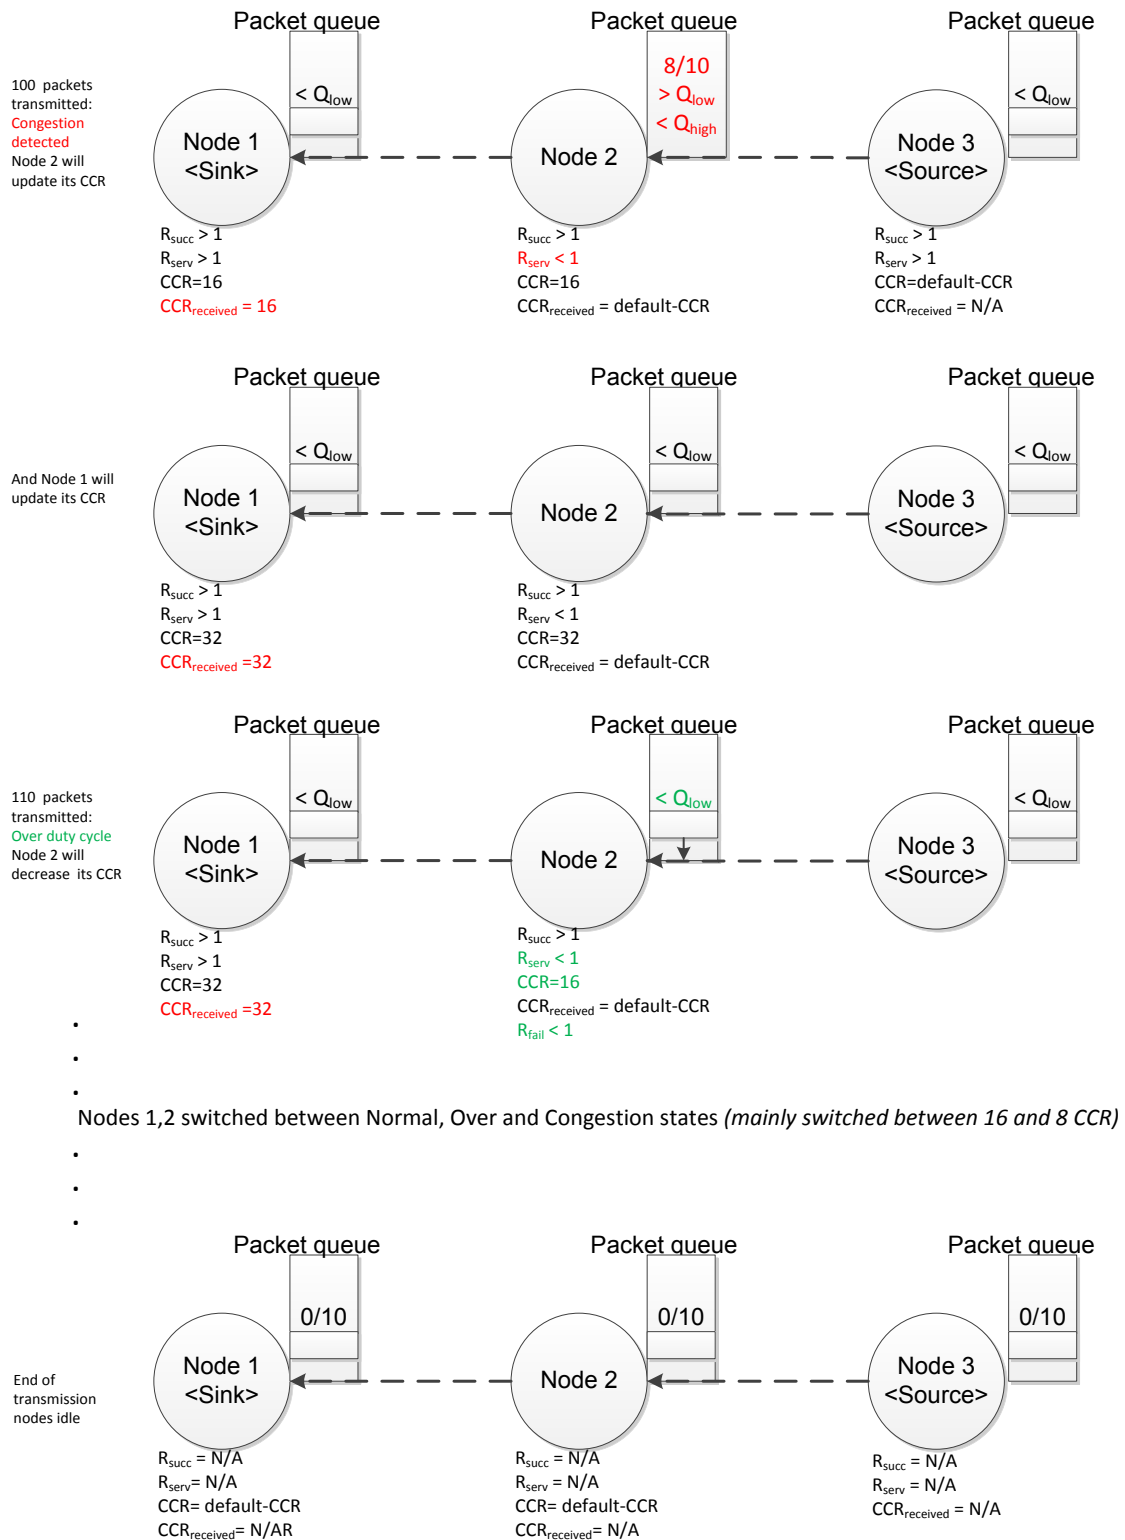 Packet queue Packet queue Packet queue
100 packets
transmitted:
Congestion
detected
Node 2 will
update its CCR
< Qlow
8/10
> Qlow
< Qhigh
< Qlow
Node 1
<Sink>
Node 2
Node 3
<Source>
Rsucc > 1
Rserv > 1
CCR=16
CCRreceived = 16
Rsucc > 1
Rserv < 1
CCR=16
CCRreceived = default-CCR
Rsucc > 1
Rserv > 1
CCR=default-CCR
CCRreceived = N/A
Packet queue Packet queue Packet queue
And Node 1 will
update its CCR
< Qlow
< Qlow
< Qlow
Node 1
<Sink>
Node 2
Node 3
<Source>
Rsucc > 1
Rserv > 1
CCR=32
CCRreceived =32
Rsucc > 1
Rserv < 1
CCR=32
CCRreceived = default-CCR
Packet queue Packet queue Packet queue
110 packets
transmitted:
Over duty cycle
Node 2 will
decrease its CCR
< Qlow
< Qlow
< Qlow
Node 1
<Sink>
Node 2
Node 3
<Source>
Rsucc > 1
Rserv > 1
CCR=32
CCRreceived =32
Rsucc > 1
Rserv < 1
CCR=16
CCRreceived = default-CCR
Rfail < 1
Nodes 1,2 switched between Normal, Over and Congestion states (mainly switched between 16 and 8 CCR)
Packet queue Packet queue Packet queue
End of
transmission
nodes idle
0/10
0/10
0/10
Node 1
<Sink>
Node 2
Node 3
<Source>
Rsucc = N/A
Rserv= N/A
CCR= default-CCR
CCRreceived= N/AR
Rsucc = N/A
Rserv = N/A
CCR= default-CCR
CCRreceived = N/A
Rsucc = N/A
Rserv = N/A
CCRreceived = N/A